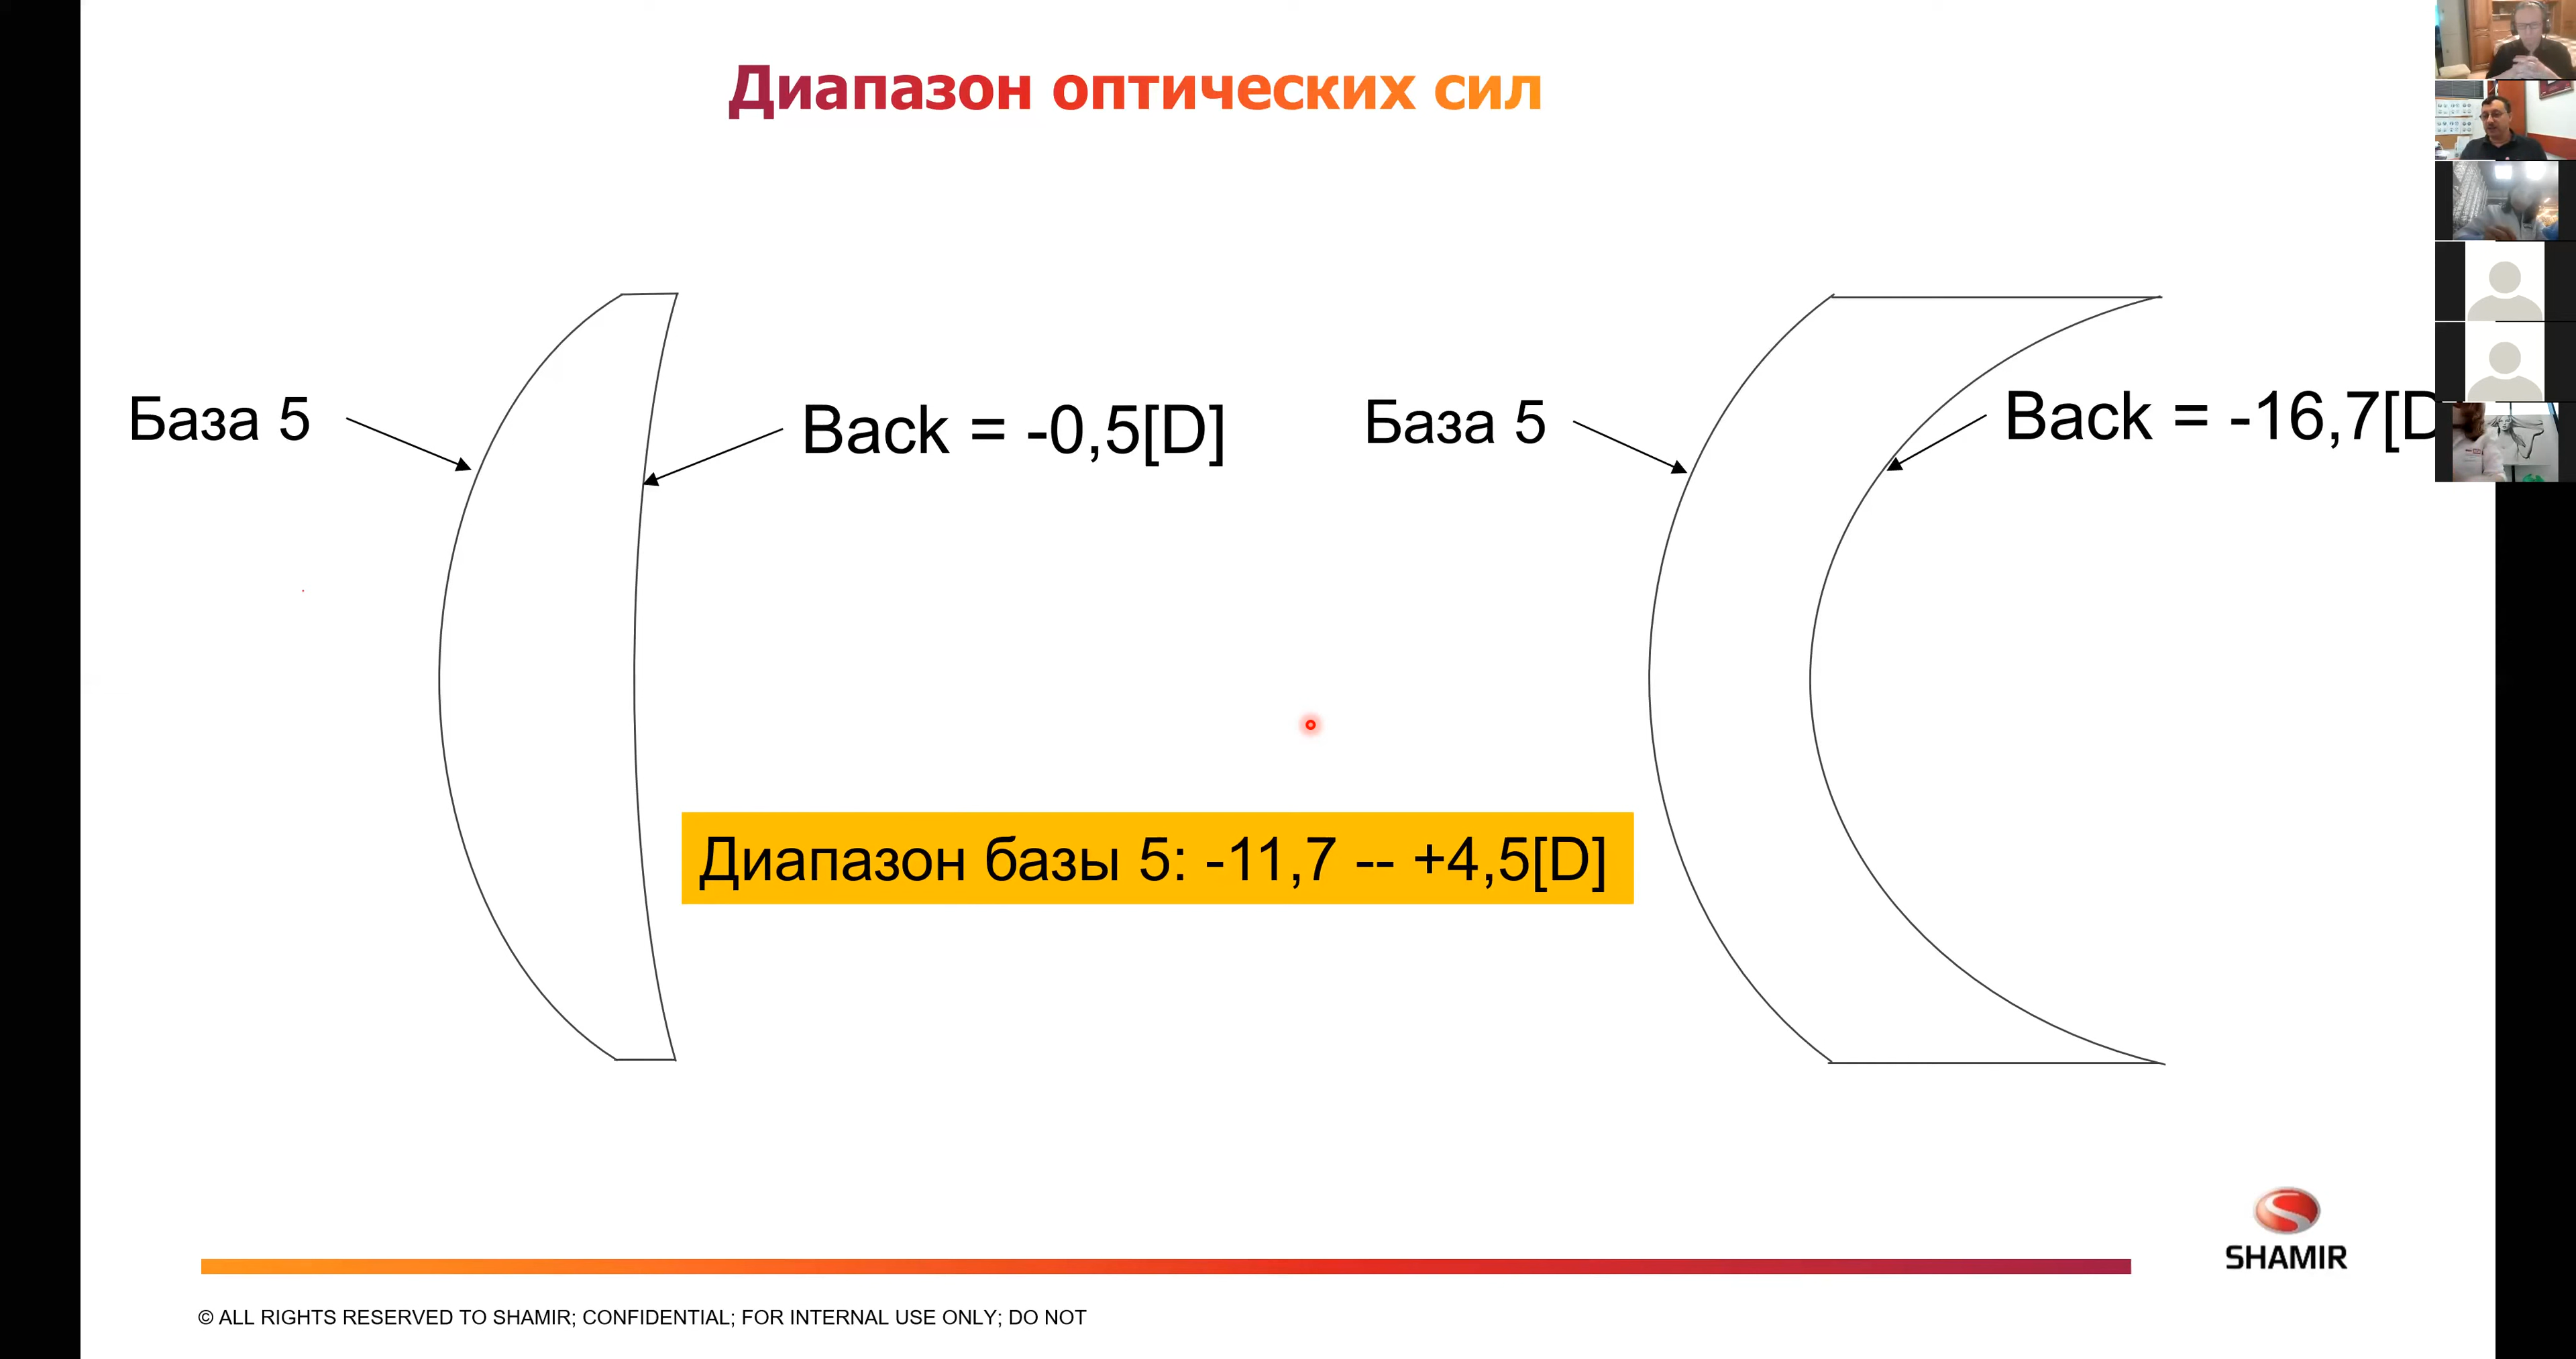 Диапазон оптических сил
База 5
Back = -0,5[D]
База 5
Back = -16,7[D
Диапазон базы 5: -11,7 -- +4,5[D]
SHAMIR
© ALL RIGHTS RESERVED TO SHAMIR; CONFIDENTIAL; FOR INTERNAL USE ONLY; DO NOT